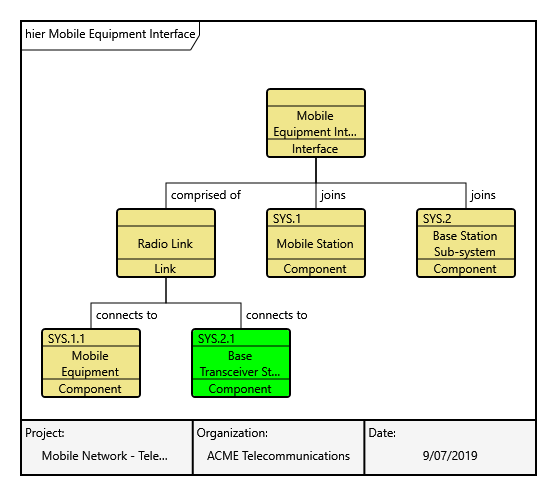 hier Mobile Equipment Interface
Mobile
Equipment Int...
Interface
comprised of
joins
joins
Radio Link
Link
SYS.1
Mobile Station
Component
SYS.2
Base Station
Sub-system
Component
connects to
connects to
SYS.1.1
Mobile
Equipment
Component
SYS.2.1
Base
Transceiver St...
Component
Project:
Mobile Network - Tele...
Organization:
ACME Telecommunications
Date:
9/07/2019